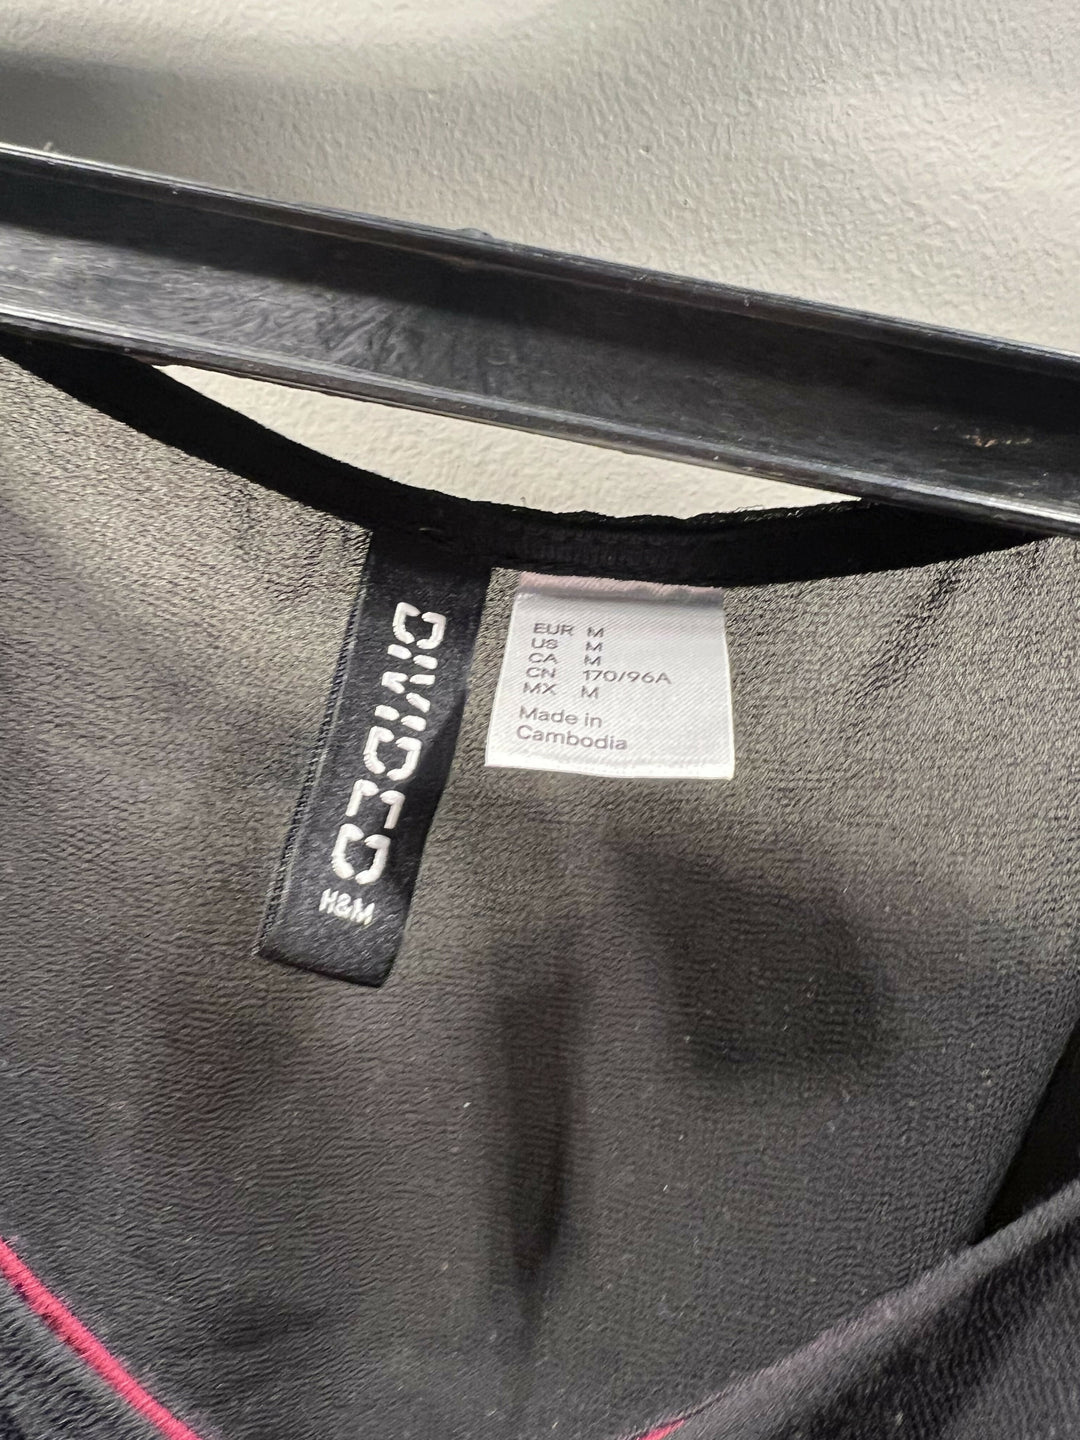 DIVIDED
H&M
EUR M
US M
CA M
CN 170/96A
MX M
Made in
Cambodia